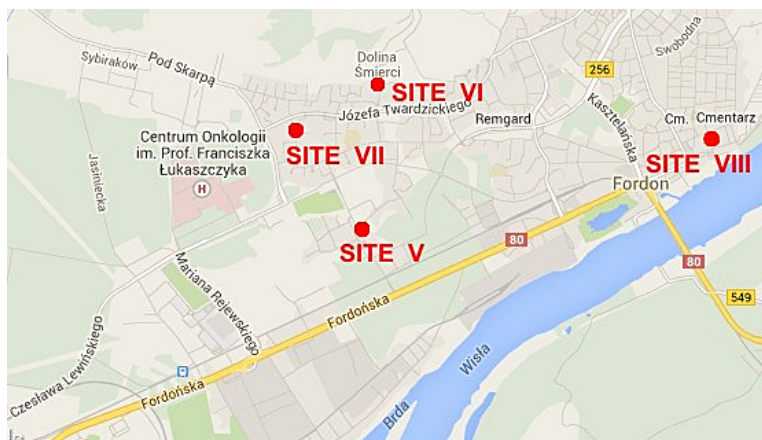 Swobodna
Pod Skarpą
Sybiraków
Dolina
Śmierci
256
SITE VI
Kasztelańska
Józefa Twardzickiego
Remgard
Cm. Cmentarz
Centrum Onkologii
im. Prof. Franciszka
Łukaszczyka
SITE VII
SITE VIII
Jasiniecka
H
Fordon
SITE V
80
80
549
Mariana Rejewskiego
Fordońska
Czesława Lewińskiego
Fordońska
Wisła
Brda